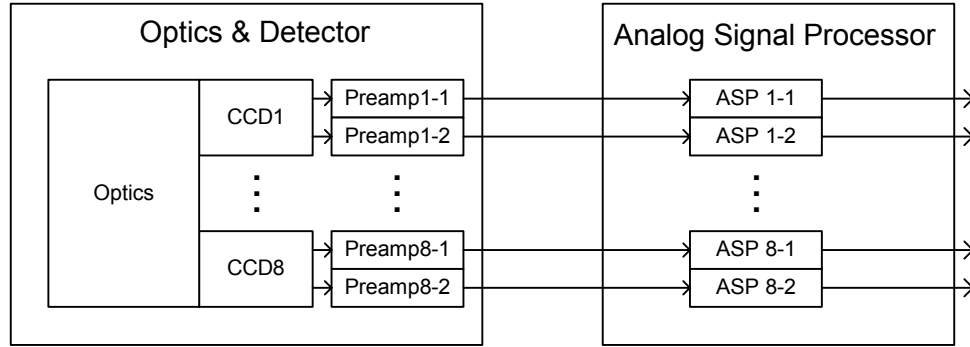 Optics & Detector
Analog Signal Processor
Optics
CCD1
Preamp1-1
Preamp1-2
ASP 1-1
ASP 1-2
CCD8
Preamp8-1
Preamp8-2
ASP 8-1
ASP 8-2